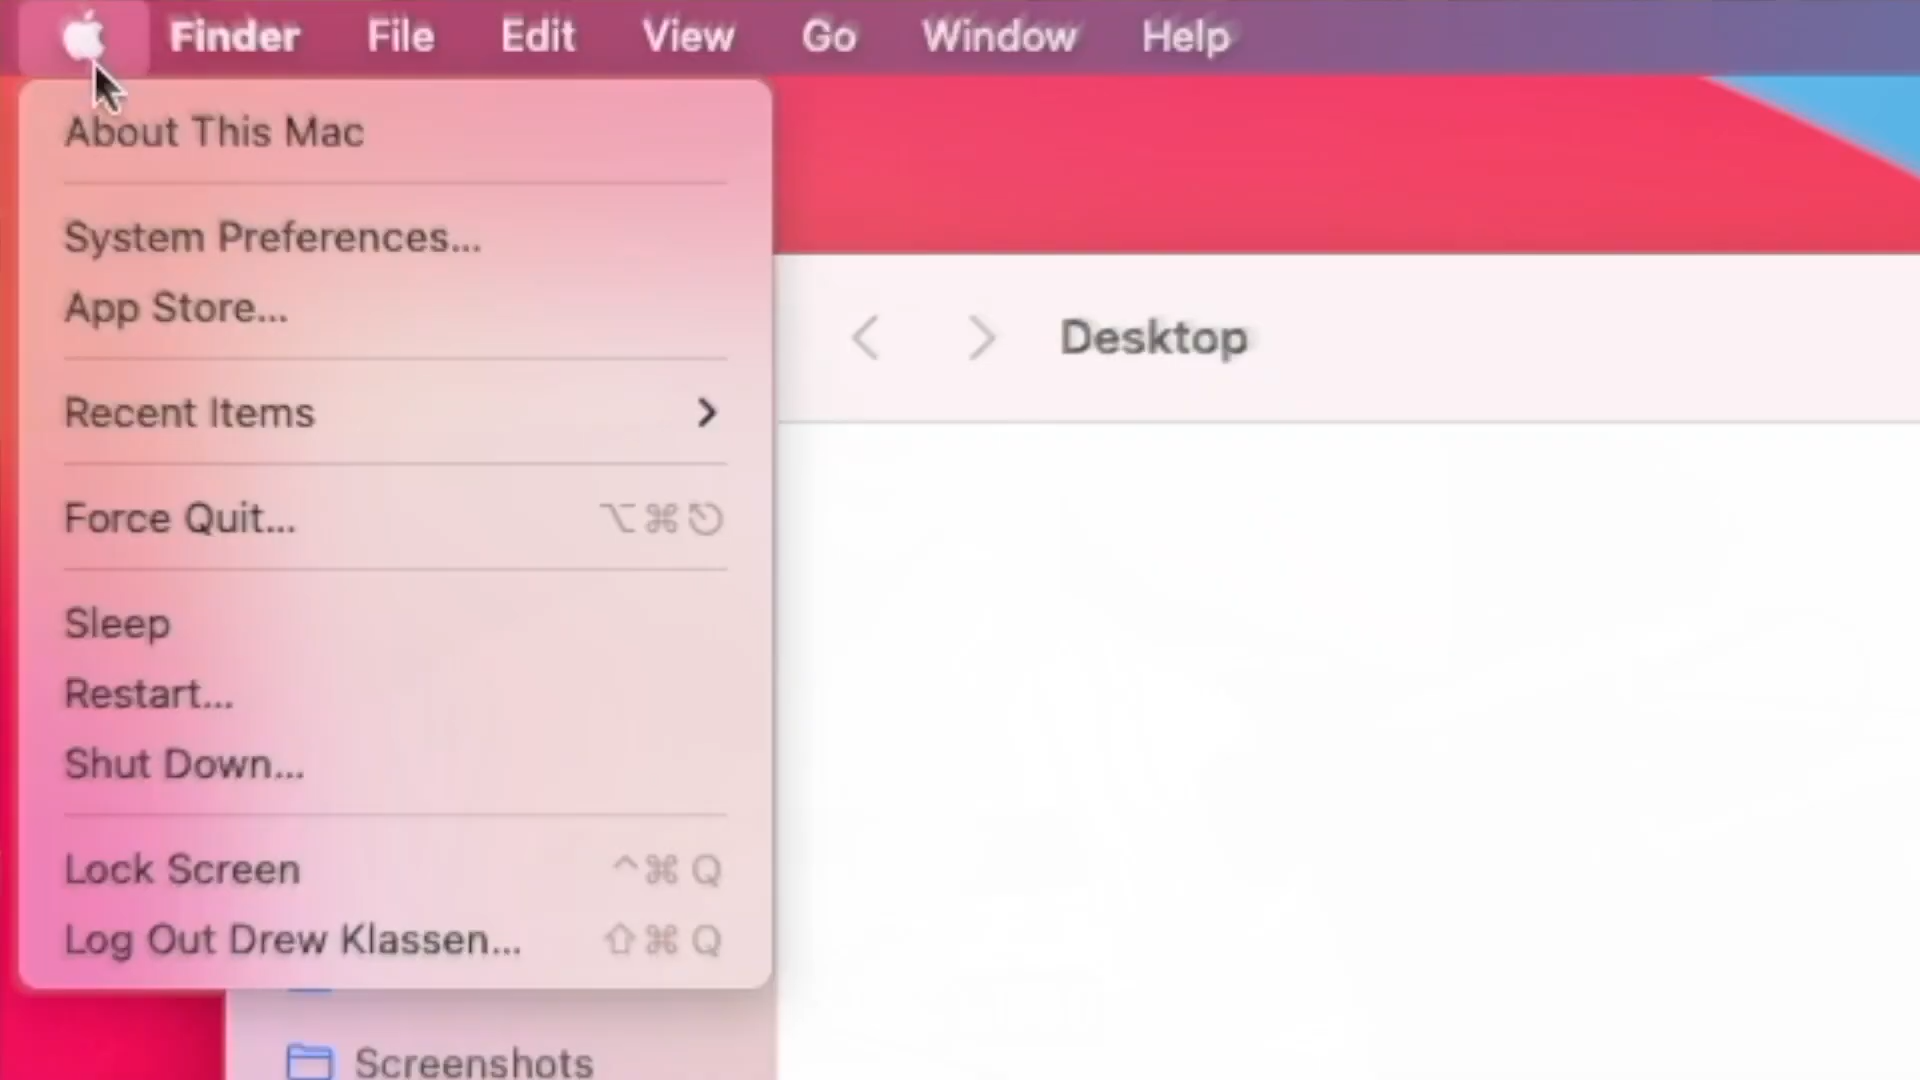 Finder File Edit View Go Window Help
About This Mac
System Preferences...
App Store...
Desktop
Recent Items
Force Quit... ⌥⌘⎋
Sleep
Restart...
Shut Down...
Lock Screen ^⌘Q
Log Out Drew Klassen... ⇧⌘Q
Screenshots